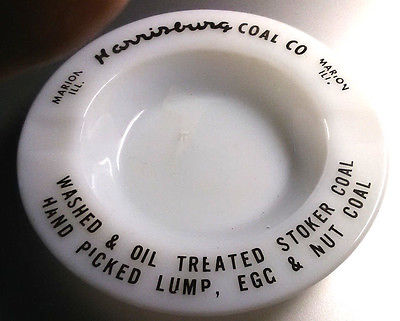 Harrisburg COAL CO
MARION
ILL.
MARION
ILL.
WASHED & OIL TREATED STOKER COAL
HAND PICKED LUMP, EGG & NUT COAL